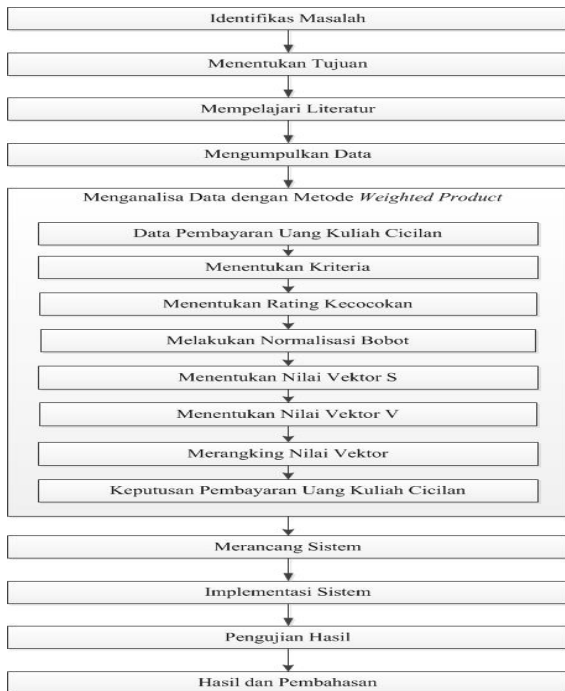 Identifikas Masalah
Menentukan Tujuan
Mempelajari Literatur
Mengumpulkan Data
Menganalisa Data dengan Metode Weighted Product
Data Pembayaran Uang Kuliah Cicilan
Menentukan Kriteria
Menentukan Rating Kecocokan
Melakukan Normalisasi Bobot
Menentukan Nilai Vektor S
Menentukan Nilai Vektor V
Merangking Nilai Vektor
Keputusan Pembayaran Uang Kuliah Cicilan
Merancang Sistem
Implementasi Sistem
Pengujian Hasil
Hasil dan Pembahasan